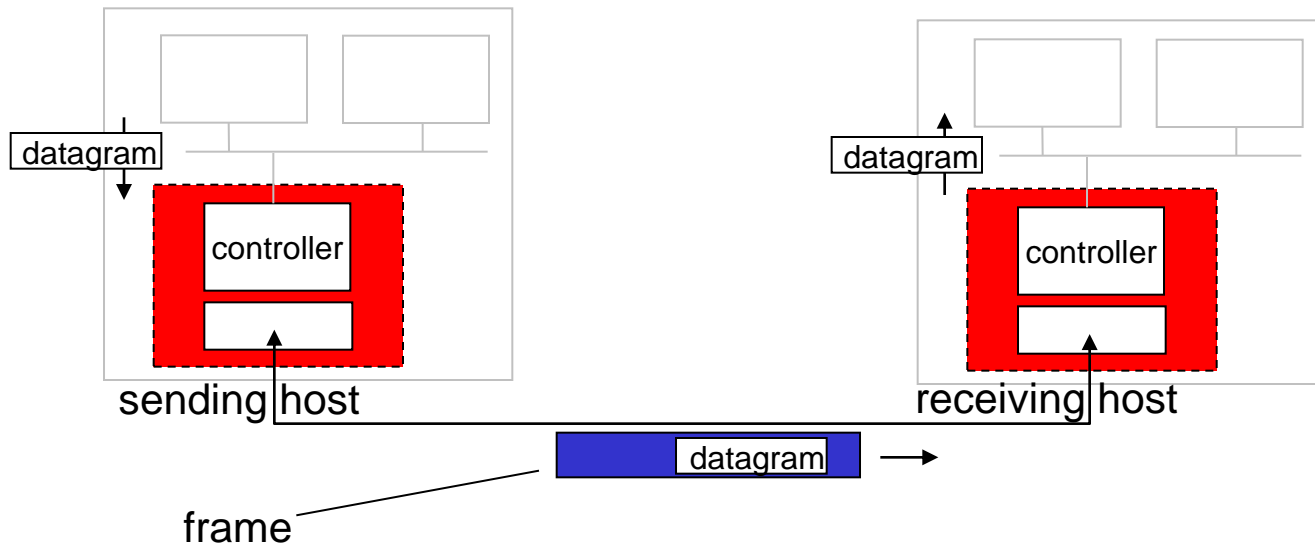 datagram
datagram
controller
controller
sending host
receiving host
datagram
frame